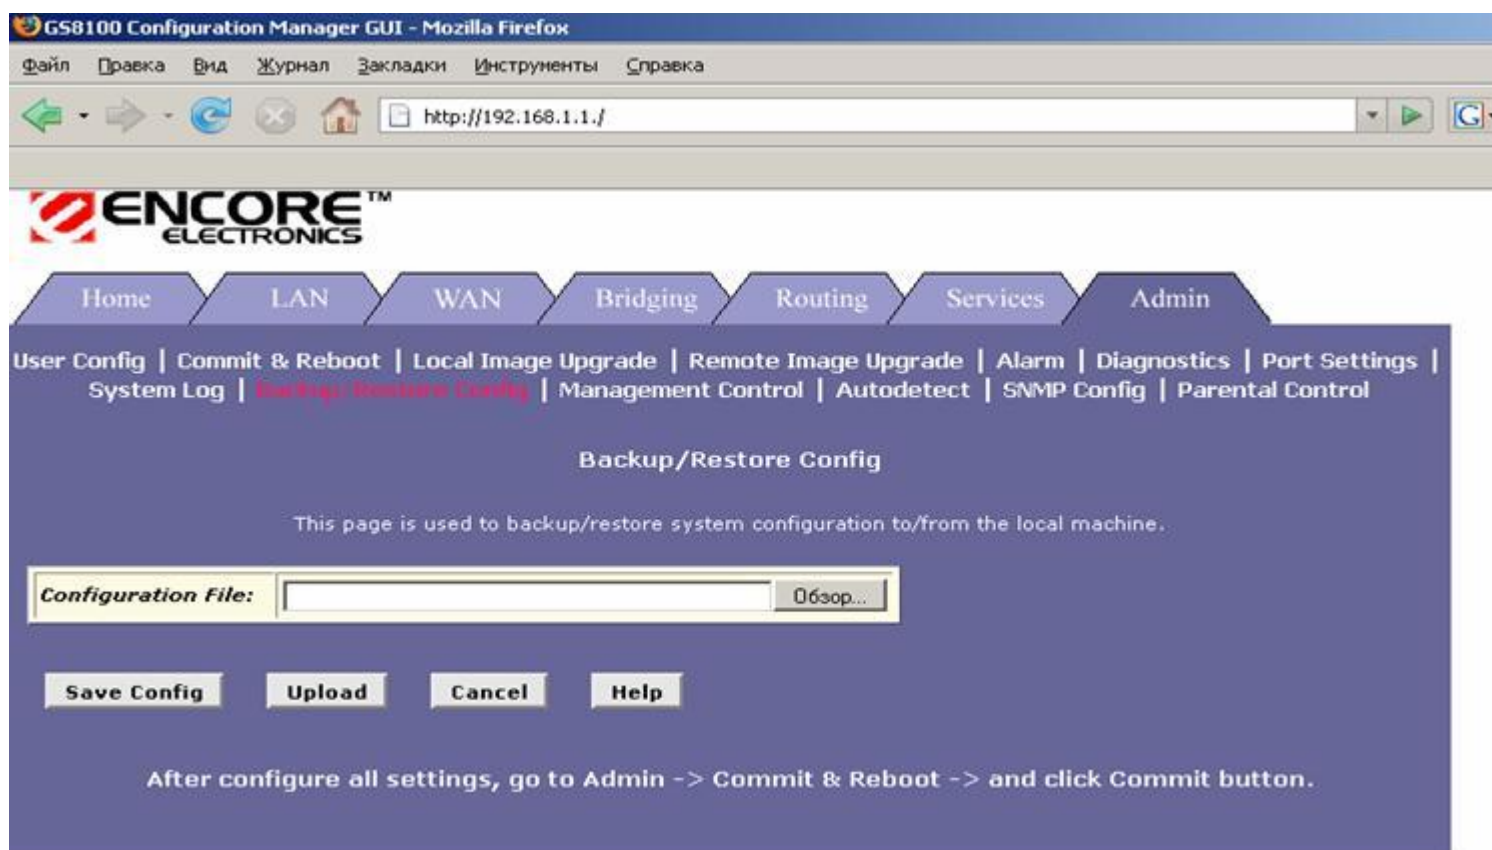 GS8100 Configuration Manager GUI - Mozilla Firefox
Файл Правка Вид Журнал Закладки Инструменты Справка
http://192.168.1.1./
G
ENCORE™
ELECTRONICS
Home LAN WAN Bridging Routing Services Admin
User Config | Commit & Reboot | Local Image Upgrade | Remote Image Upgrade | Alarm | Diagnostics | Port Settings |
System Log | Backup/Restore Config | Management Control | Autodetect | SNMP Config | Parental Control
Backup/Restore Config
This page is used to backup/restore system configuration to/from the local machine.
Configuration File: Обзор...
Save Config Upload Cancel Help
After configure all settings, go to Admin -> Commit & Reboot -> and click Commit button.